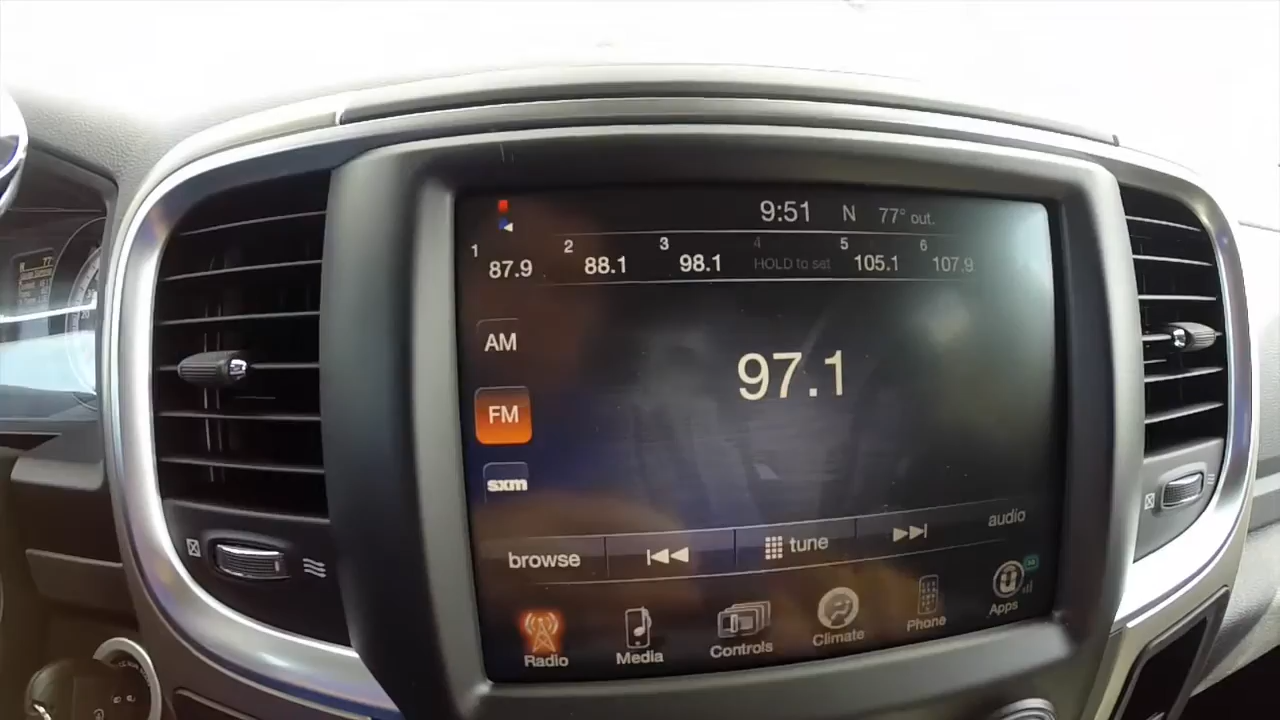 9:51 N 77° out.
1 2 3 4 5 6
87.9 88.1 98.1 HOLD to set 105.1 107.9
AM
97.1
FM
sxm
browse tune audio
Radio Media Controls Climate Phone Apps